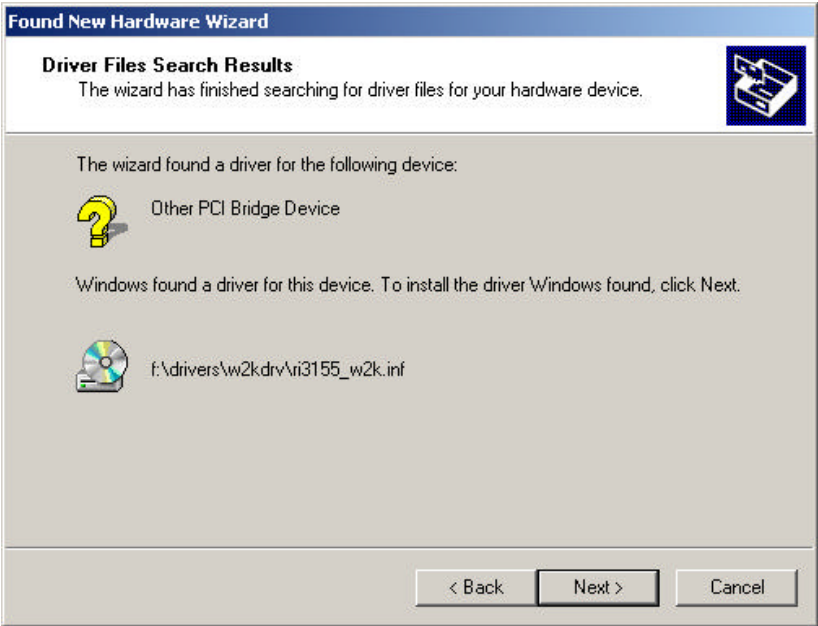 Found New Hardware Wizard
Driver Files Search Results
The wizard has finished searching for driver files for your hardware device.
The wizard found a driver for the following device:
Other PCI Bridge Device
Windows found a driver for this device. To install the driver Windows found, click Next.
f:\drivers\w2kdrv\ri3155_w2k.inf
< Back
Next >
Cancel